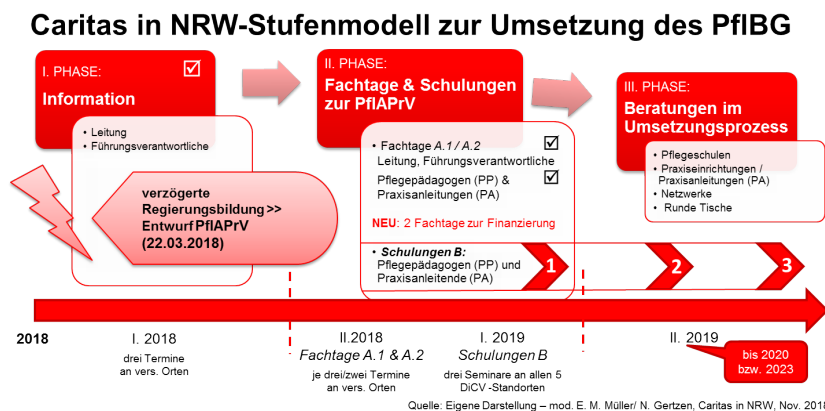 Caritas in NRW-Stufenmodell zur Umsetzung des PflBG
I. PHASE:
Information
• Leitung
• Führungsverantwortliche
verzögerte
Regierungsbildung >>
Entwurf PflAPrV
(22.03.2018)
II. PHASE:
Fachtage & Schulungen
zur PflAPrV
• Fachtage A.1 / A.2
Leitung, Führungsverantwortliche
Pflegepädagogen (PP) &
Praxisanleitungen (PA)
NEU: 2 Fachtage zur Finanzierung
• Schulungen B:
Pflegepädagogen (PP) und
Praxisanleitende (PA)
III. PHASE:
Beratungen im
Umsetzungsprozess
• Pflegeschulen
• Praxiseinrichtungen /
Praxisanleitungen (PA)
• Netzwerke
• Runde Tische
1
2
3
2018
I. 2018
drei Termine
an vers. Orten
II.2018
Fachtage A.1 & A.2
je drei/zwei Termine
an vers. Orten
I. 2019
Schulungen B
drei Seminare an allen 5
DiCV -Standorten
II. 2019
bis 2020
bzw. 2023
Quelle: Eigene Darstellung – mod. E. M. Müller/ N. Gertzen, Caritas in NRW, Nov. 2018